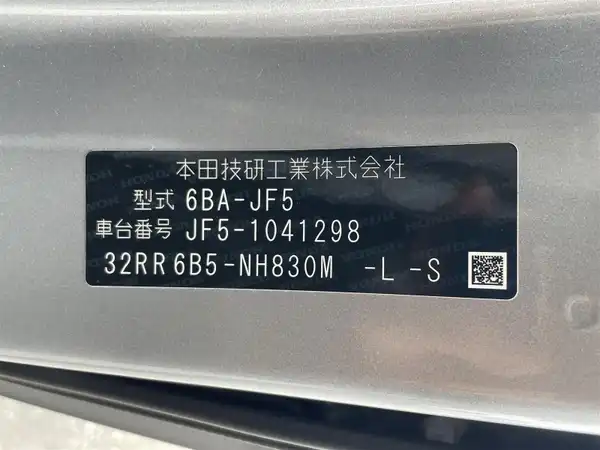 本田技研工業株式会社
型式 6BA-JF5
車台番号 JF5-1041298
32RR6B5-NH830M -L -S